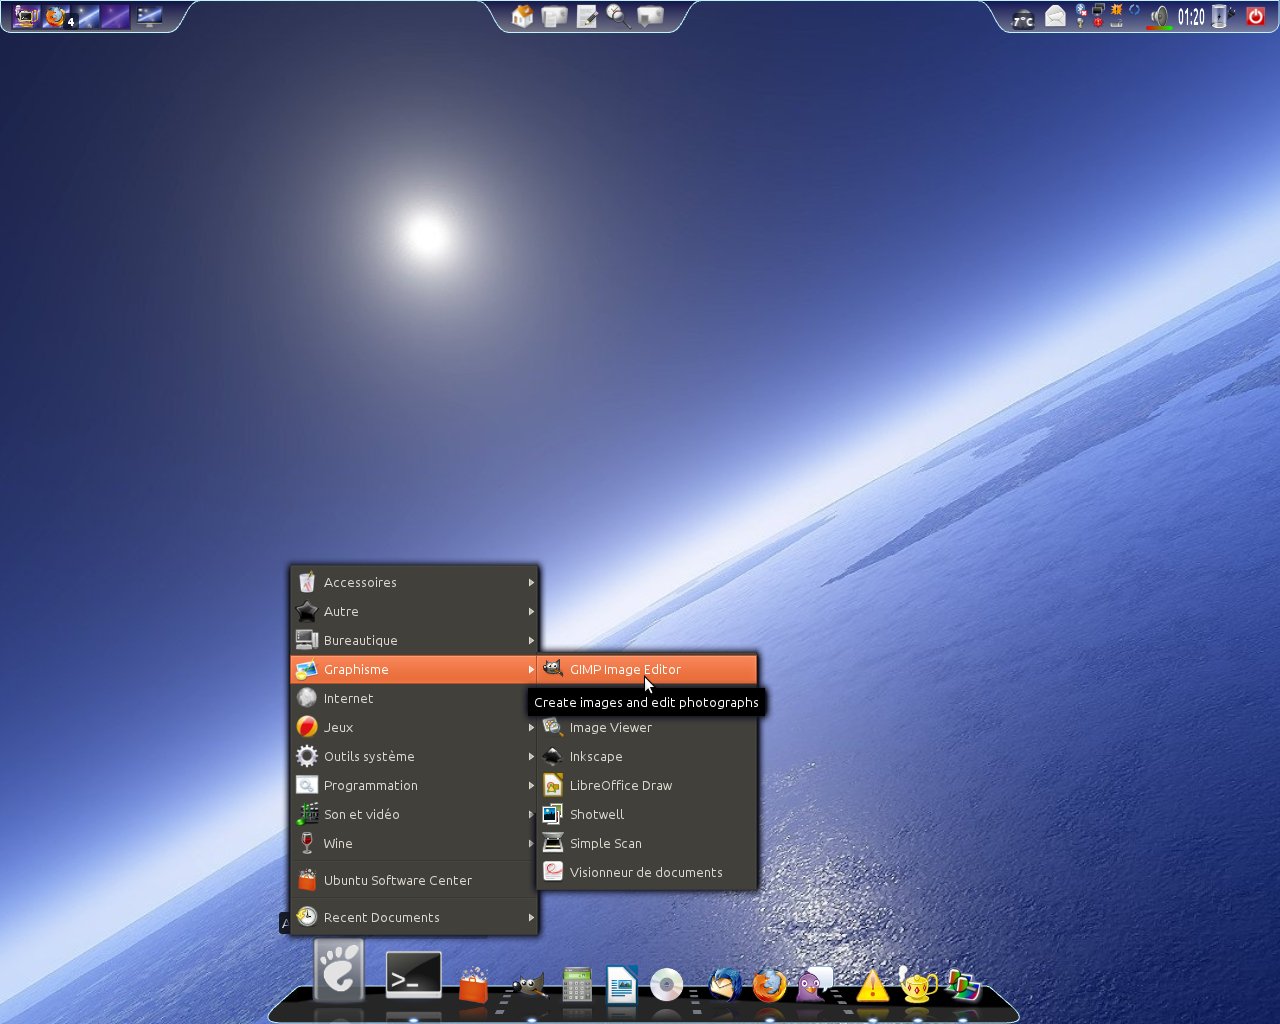 4
7°C
01:20
Accessoires
Autre
Bureautique
Graphisme
Internet
Jeux
Outils système
Programmation
Son et vidéo
Wine
Ubuntu Software Center
Recent Documents
GIMP Image Editor
Create images and edit photographs
Image Viewer
Inkscape
LibreOffice Draw
Shotwell
Simple Scan
Visionneur de documents
A
>_